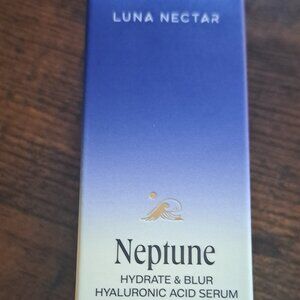 LUNA NECTAR
Neptune
HYDRATE & BLUR
HYALURONIC ACID SERUM